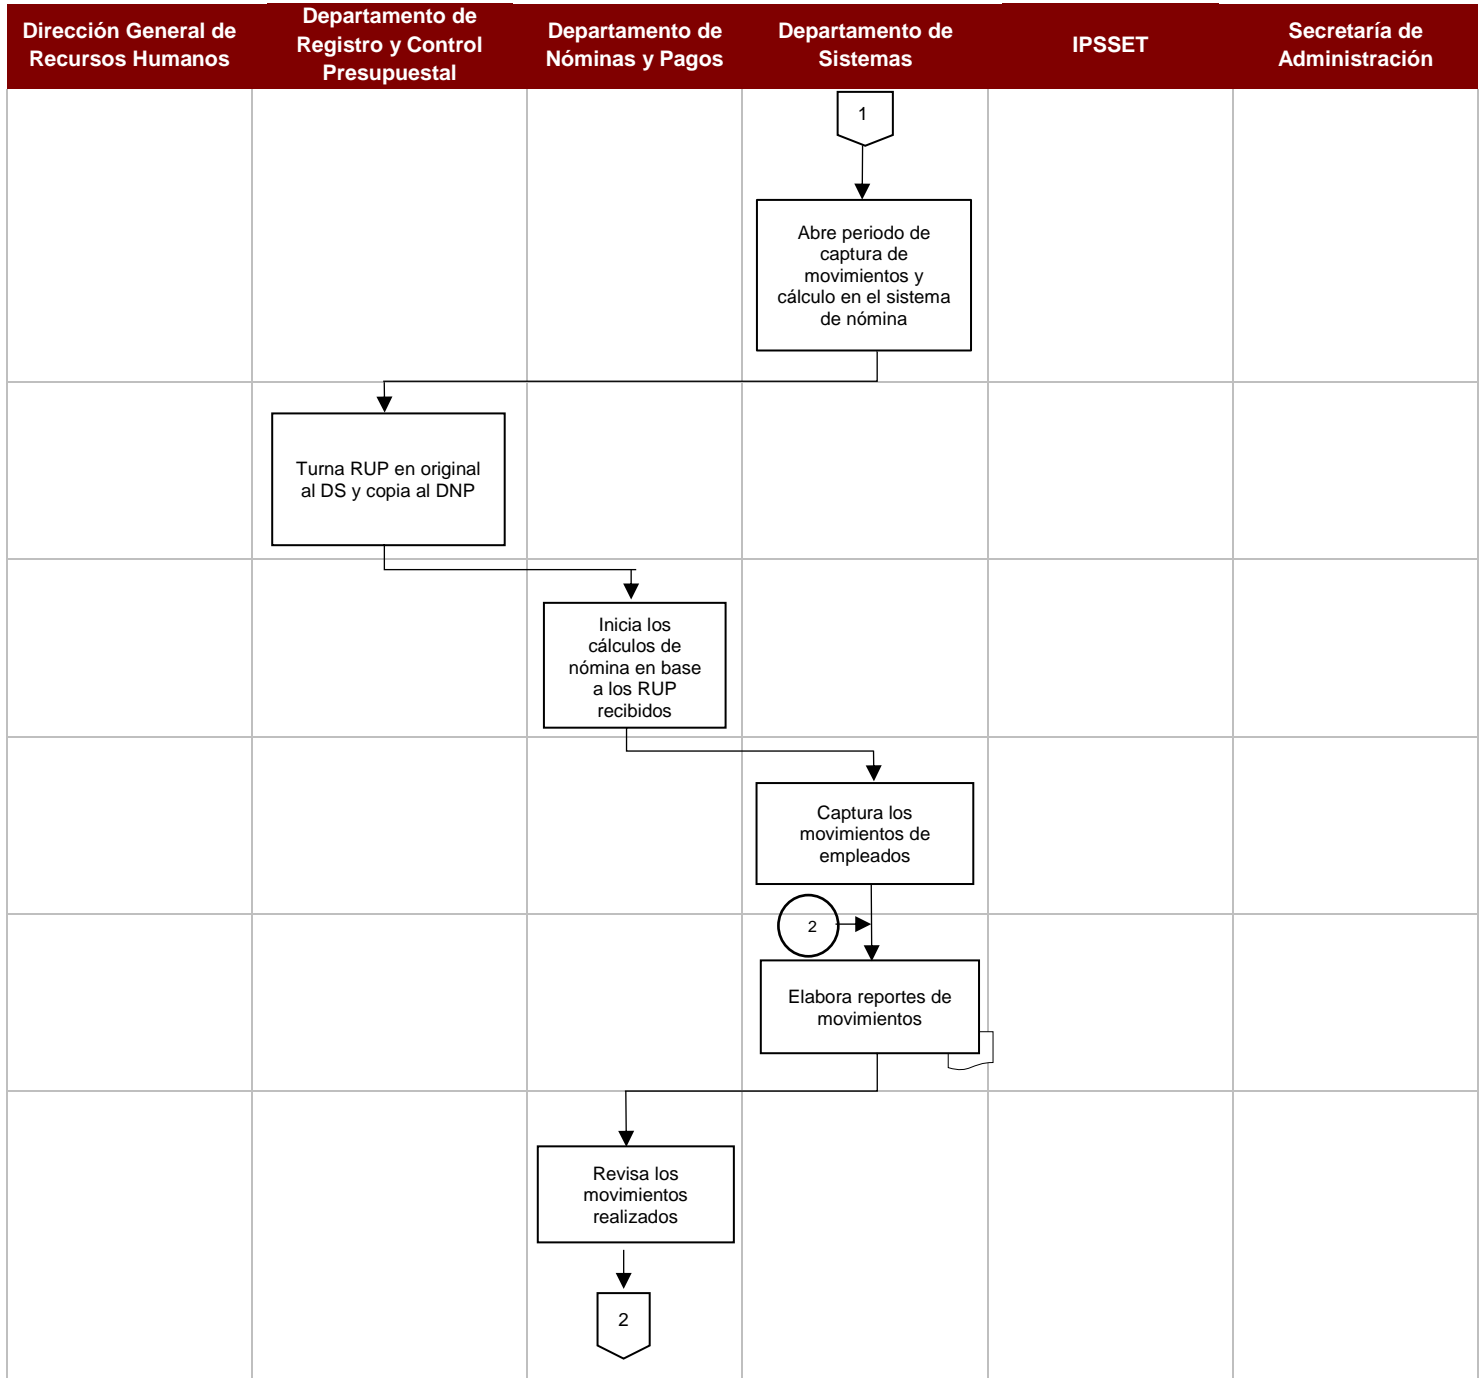 Dirección General de
Recursos Humanos
Departamento de
Registro y Control
Presupuestal
Departamento de
Nóminas y Pagos
Departamento de
Sistemas
IPSSET
Secretaría de
Administración
1
Abre periodo de
captura de
movimientos y
cálculo en el sistema
de nómina
Turna RUP en original
al DS y copia al DNP
Inicia los
cálculos de
nómina en base
a los RUP
recibidos
Captura los
movimientos de
empleados
2
Elabora reportes de
movimientos
Revisa los
movimientos
realizados
2